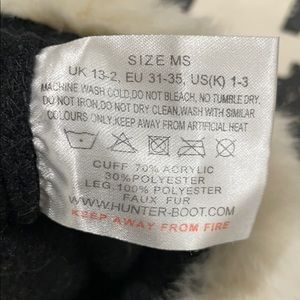 SIZE MS
UK 13-2, EU 31-35, US(K) 1-3
MACHINE WASH COLD,DO NOT BLEACH, NO TUMBLE DRY.
DO NOT IRON,DO NOT DRY CLEAN,WASH WITH SIMILAR
COLOURS ONLY,KEEP AWAY FROM ARTIFICIAL HEAT
CUFF 70% ACRYLIC
30%POLYESTER
LEG:100% POLYESTER
FAUX FUR
WWW.HUNTER-BOOT.COM
KEEP AWAY FROM FIRE